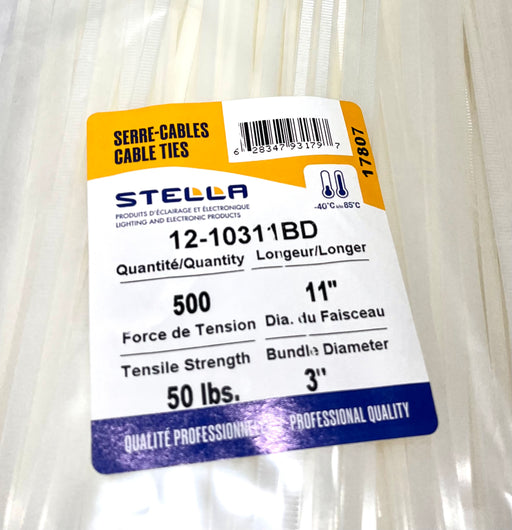 SERRE-CABLES
CABLE TIES
6 28347 93179 7
17807
STELLA
PRODUITS D'ÉCLAIRAGE ET ÉLECTRONIQUE
LIGHTING AND ELECTRONIC PRODUCTS
-40°C to/à 85°C
12-10311BD
Quantité/Quantity Longeur/Longer
500 11"
Force de Tension Dia. du Faisceau
Tensile Strength Bundle Diameter
50 lbs. 3"
QUALITÉ PROFESSIONNELLE PROFESSIONAL QUALITY